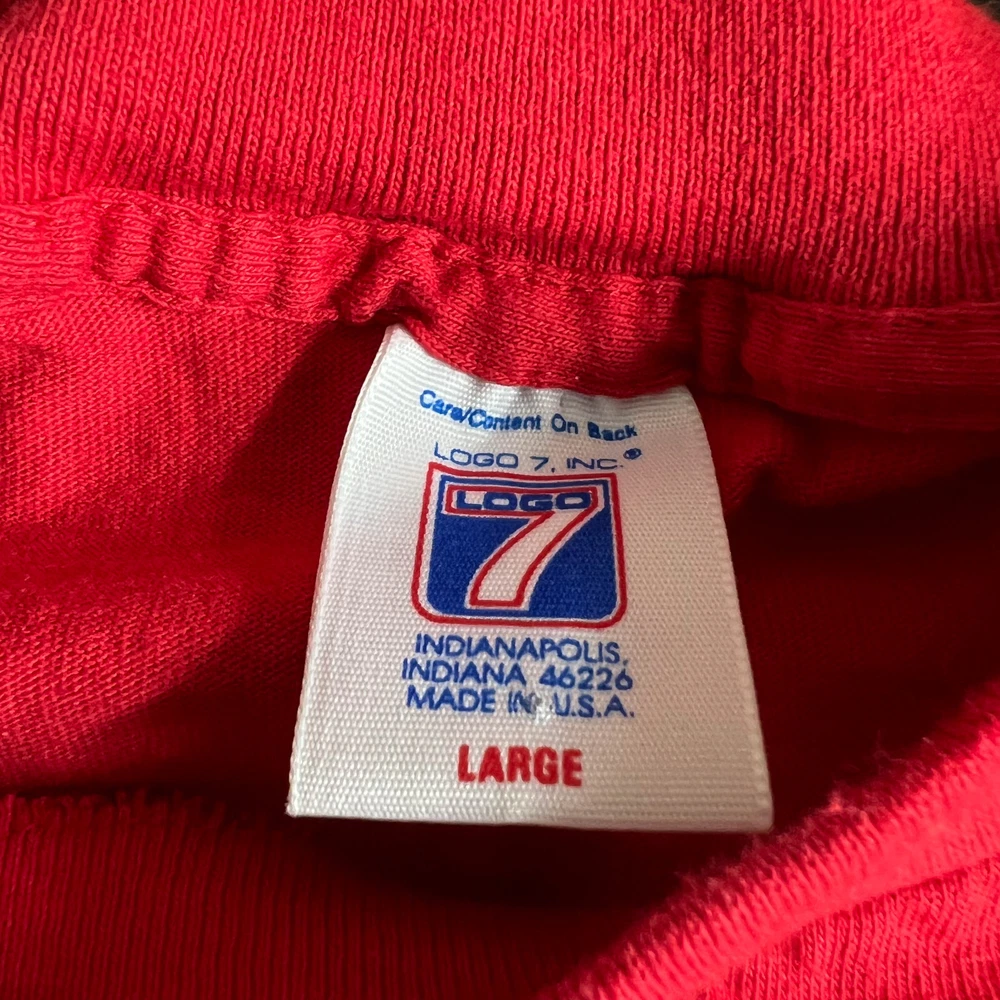 Care/Content On Back
LOGO 7, INC.®
LOGO
7
INDIANAPOLIS,
INDIANA 46226
MADE IN U.S.A.
LARGE